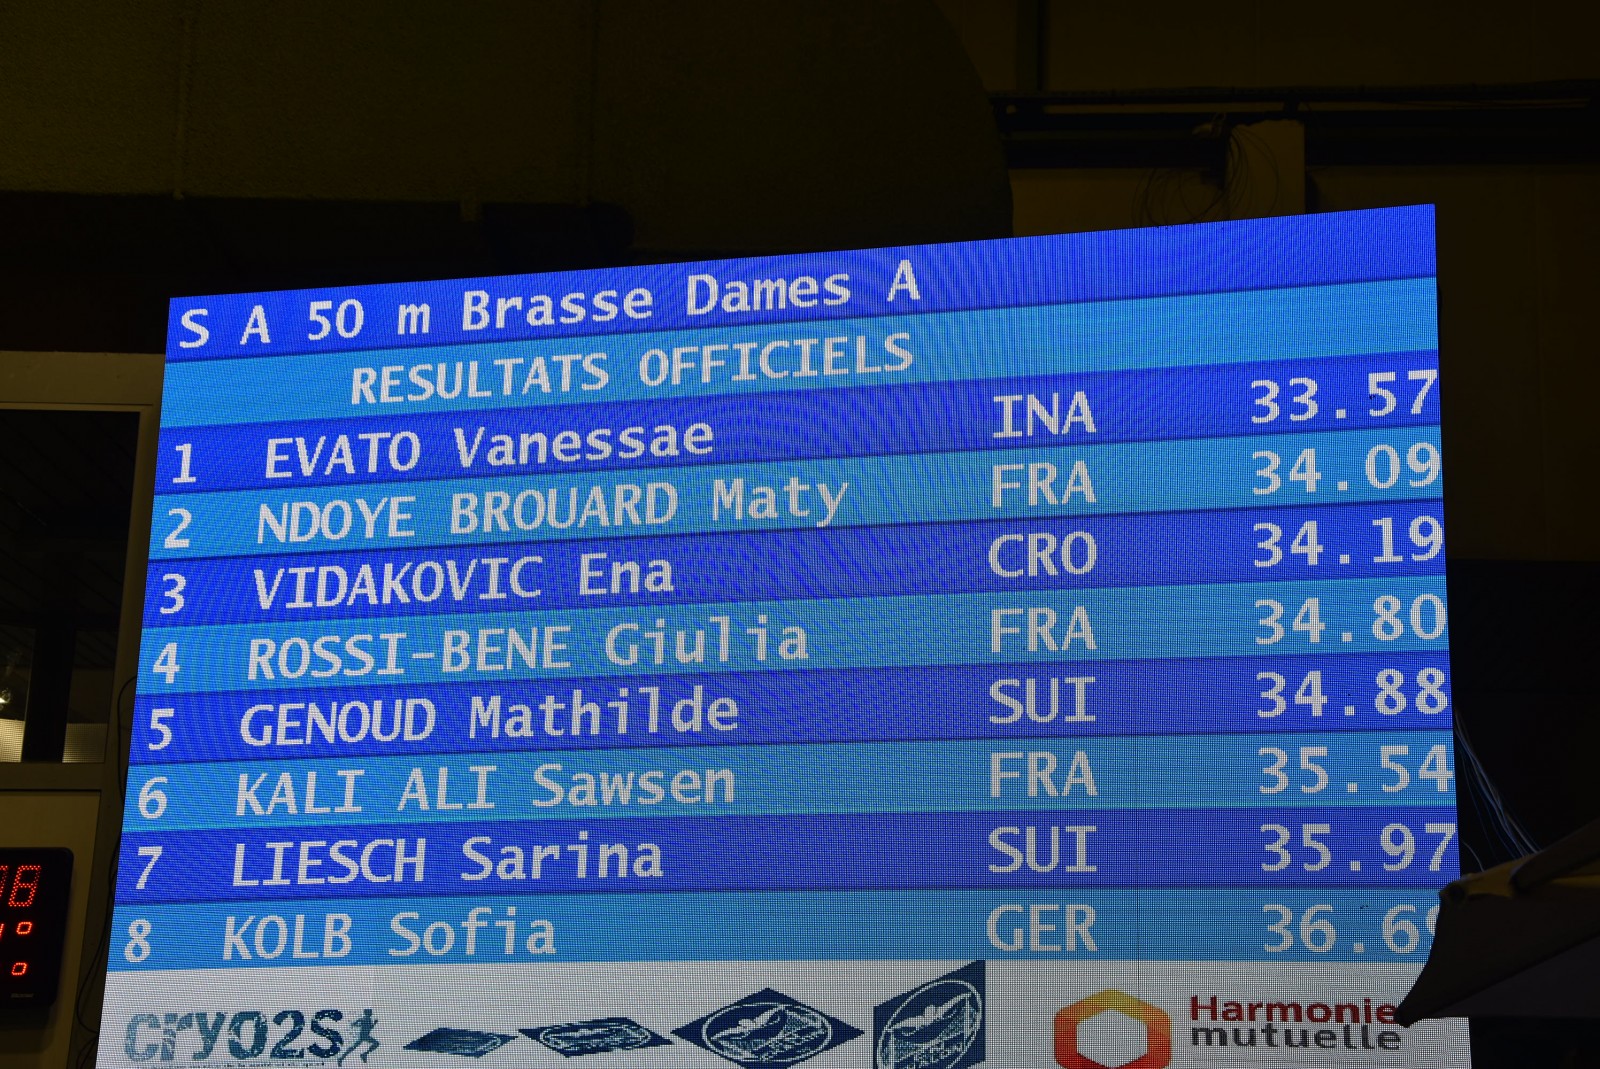 S A 50 m Brasse Dames A
RESULTATS OFFICIELS
1 EVATO Vanessae INA 33.57
2 NDOYE BROUARD Maty FRA 34.09
3 VIDAKOVIC Ena CRO 34.19
4 ROSSI-BENE Giulia FRA 34.80
5 GENOUD Mathilde SUI 34.88
6 KALI ALI Sawsen FRA 35.54
7 LIESCH Sarina SUI 35.97
8 KOLB Sofia GER
cryo2S
Harmonie
mutuelle